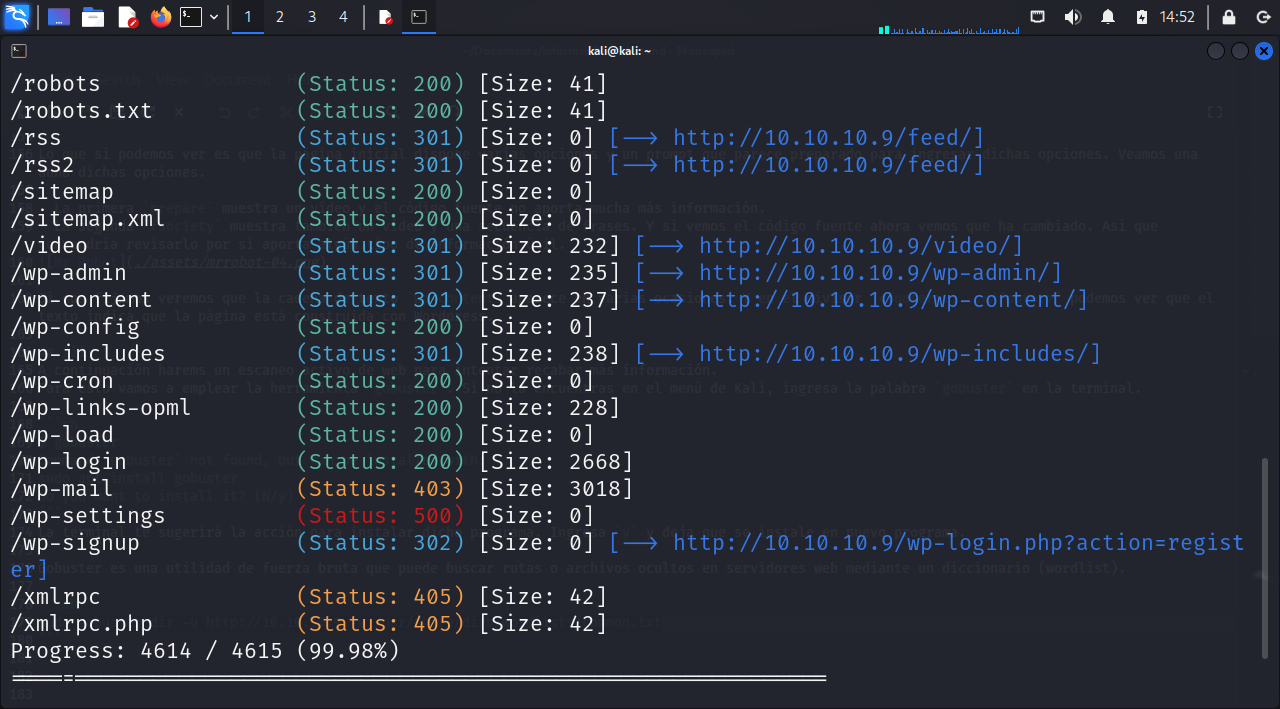 1 2 3 4 14:52
kali@kali: ~
/robots (Status: 200) [Size: 41]
/robots.txt (Status: 200) [Size: 41]
/rss (Status: 301) [Size: 0] [--> http://10.10.10.9/feed/]
/rss2 (Status: 301) [Size: 0] [--> http://10.10.10.9/feed/]
/sitemap (Status: 200) [Size: 0]
/sitemap.xml (Status: 200) [Size: 0]
/video (Status: 301) [Size: 232] [--> http://10.10.10.9/video/]
/wp-admin (Status: 301) [Size: 235] [--> http://10.10.10.9/wp-admin/]
/wp-content (Status: 301) [Size: 237] [--> http://10.10.10.9/wp-content/]
/wp-config (Status: 200) [Size: 0]
/wp-includes (Status: 301) [Size: 238] [--> http://10.10.10.9/wp-includes/]
/wp-cron (Status: 200) [Size: 0]
/wp-links-opml (Status: 200) [Size: 228]
/wp-load (Status: 200) [Size: 0]
/wp-login (Status: 200) [Size: 2668]
/wp-mail (Status: 403) [Size: 3018]
/wp-settings (Status: 500) [Size: 0]
/wp-signup (Status: 302) [Size: 0] [--> http://10.10.10.9/wp-login.php?action=regist
er]
/xmlrpc (Status: 405) [Size: 42]
/xmlrpc.php (Status: 405) [Size: 42]
Progress: 4614 / 4615 (99.98%)
===============================================================